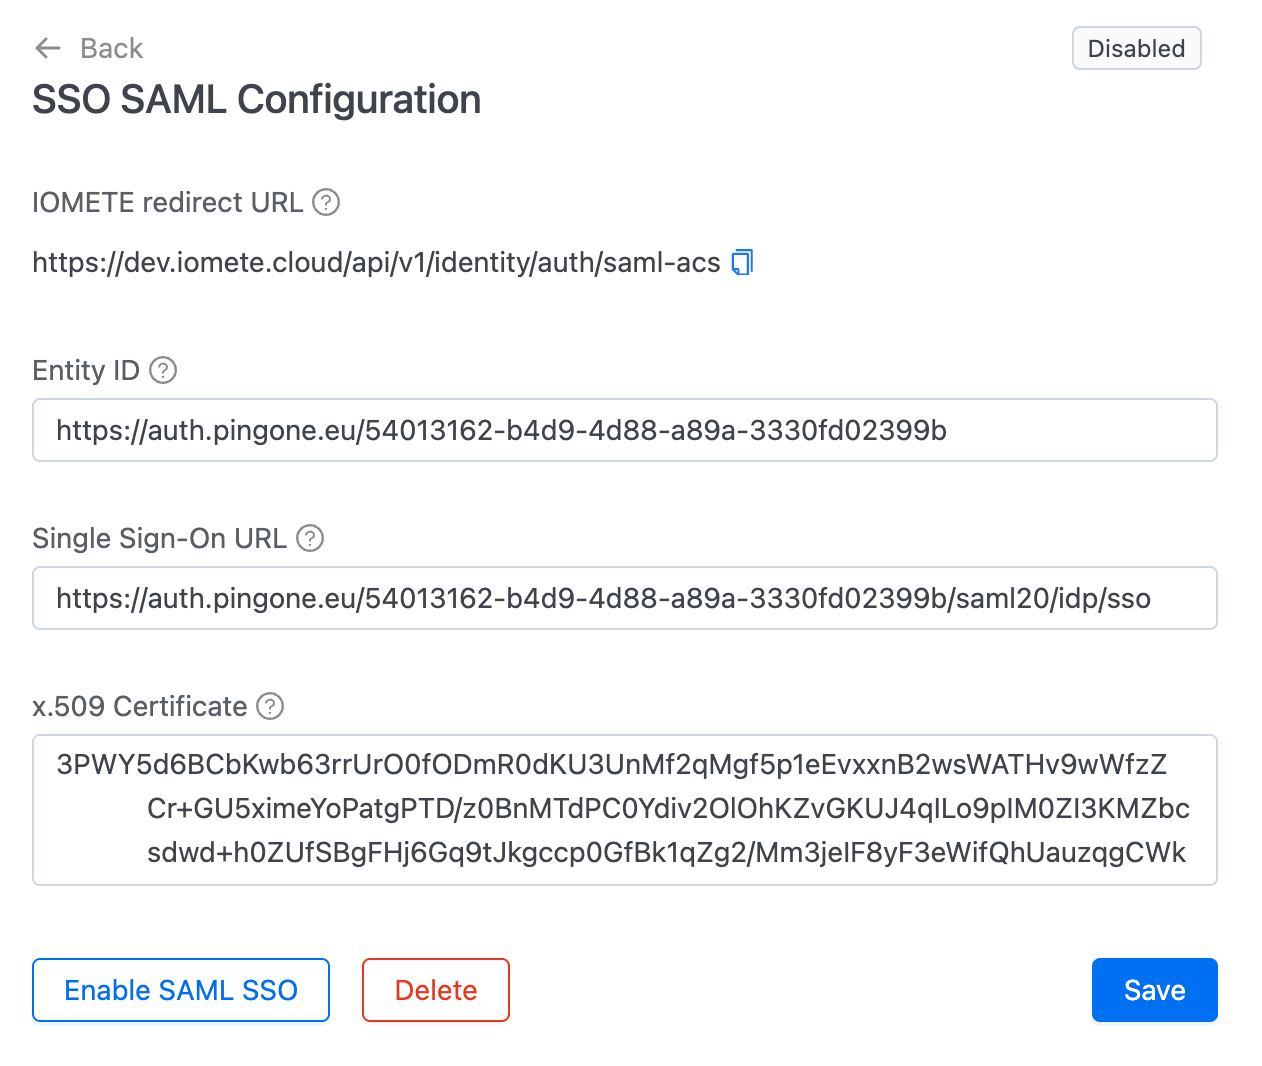 Back
Disabled
SSO SAML Configuration
IOMETE redirect URL
https://dev.iomete.cloud/api/v1/identity/auth/saml-acs
Entity ID
https://auth.pingone.eu/54013162-b4d9-4d88-a89a-3330fd02399b
Single Sign-On URL
https://auth.pingone.eu/54013162-b4d9-4d88-a89a-3330fd02399b/saml20/idp/sso
x.509 Certificate
3PWY5d6BCbKwb63rrUrO0fODmR0dKU3UnMf2qMgf5p1eEvxxnB2wsWATHv9wWfzZ
Cr+GU5ximeYoPatgPTD/z0BnMTdPC0Ydiv2OlOhKZvGKUJ4qILo9pIM0ZI3KMZbc
sdwd+h0ZUfSBgFHj6Gq9tJkgccp0GfBk1qZg2/Mm3jeIF8yF3eWifQhUauzqgCWk
Enable SAML SSO
Delete
Save